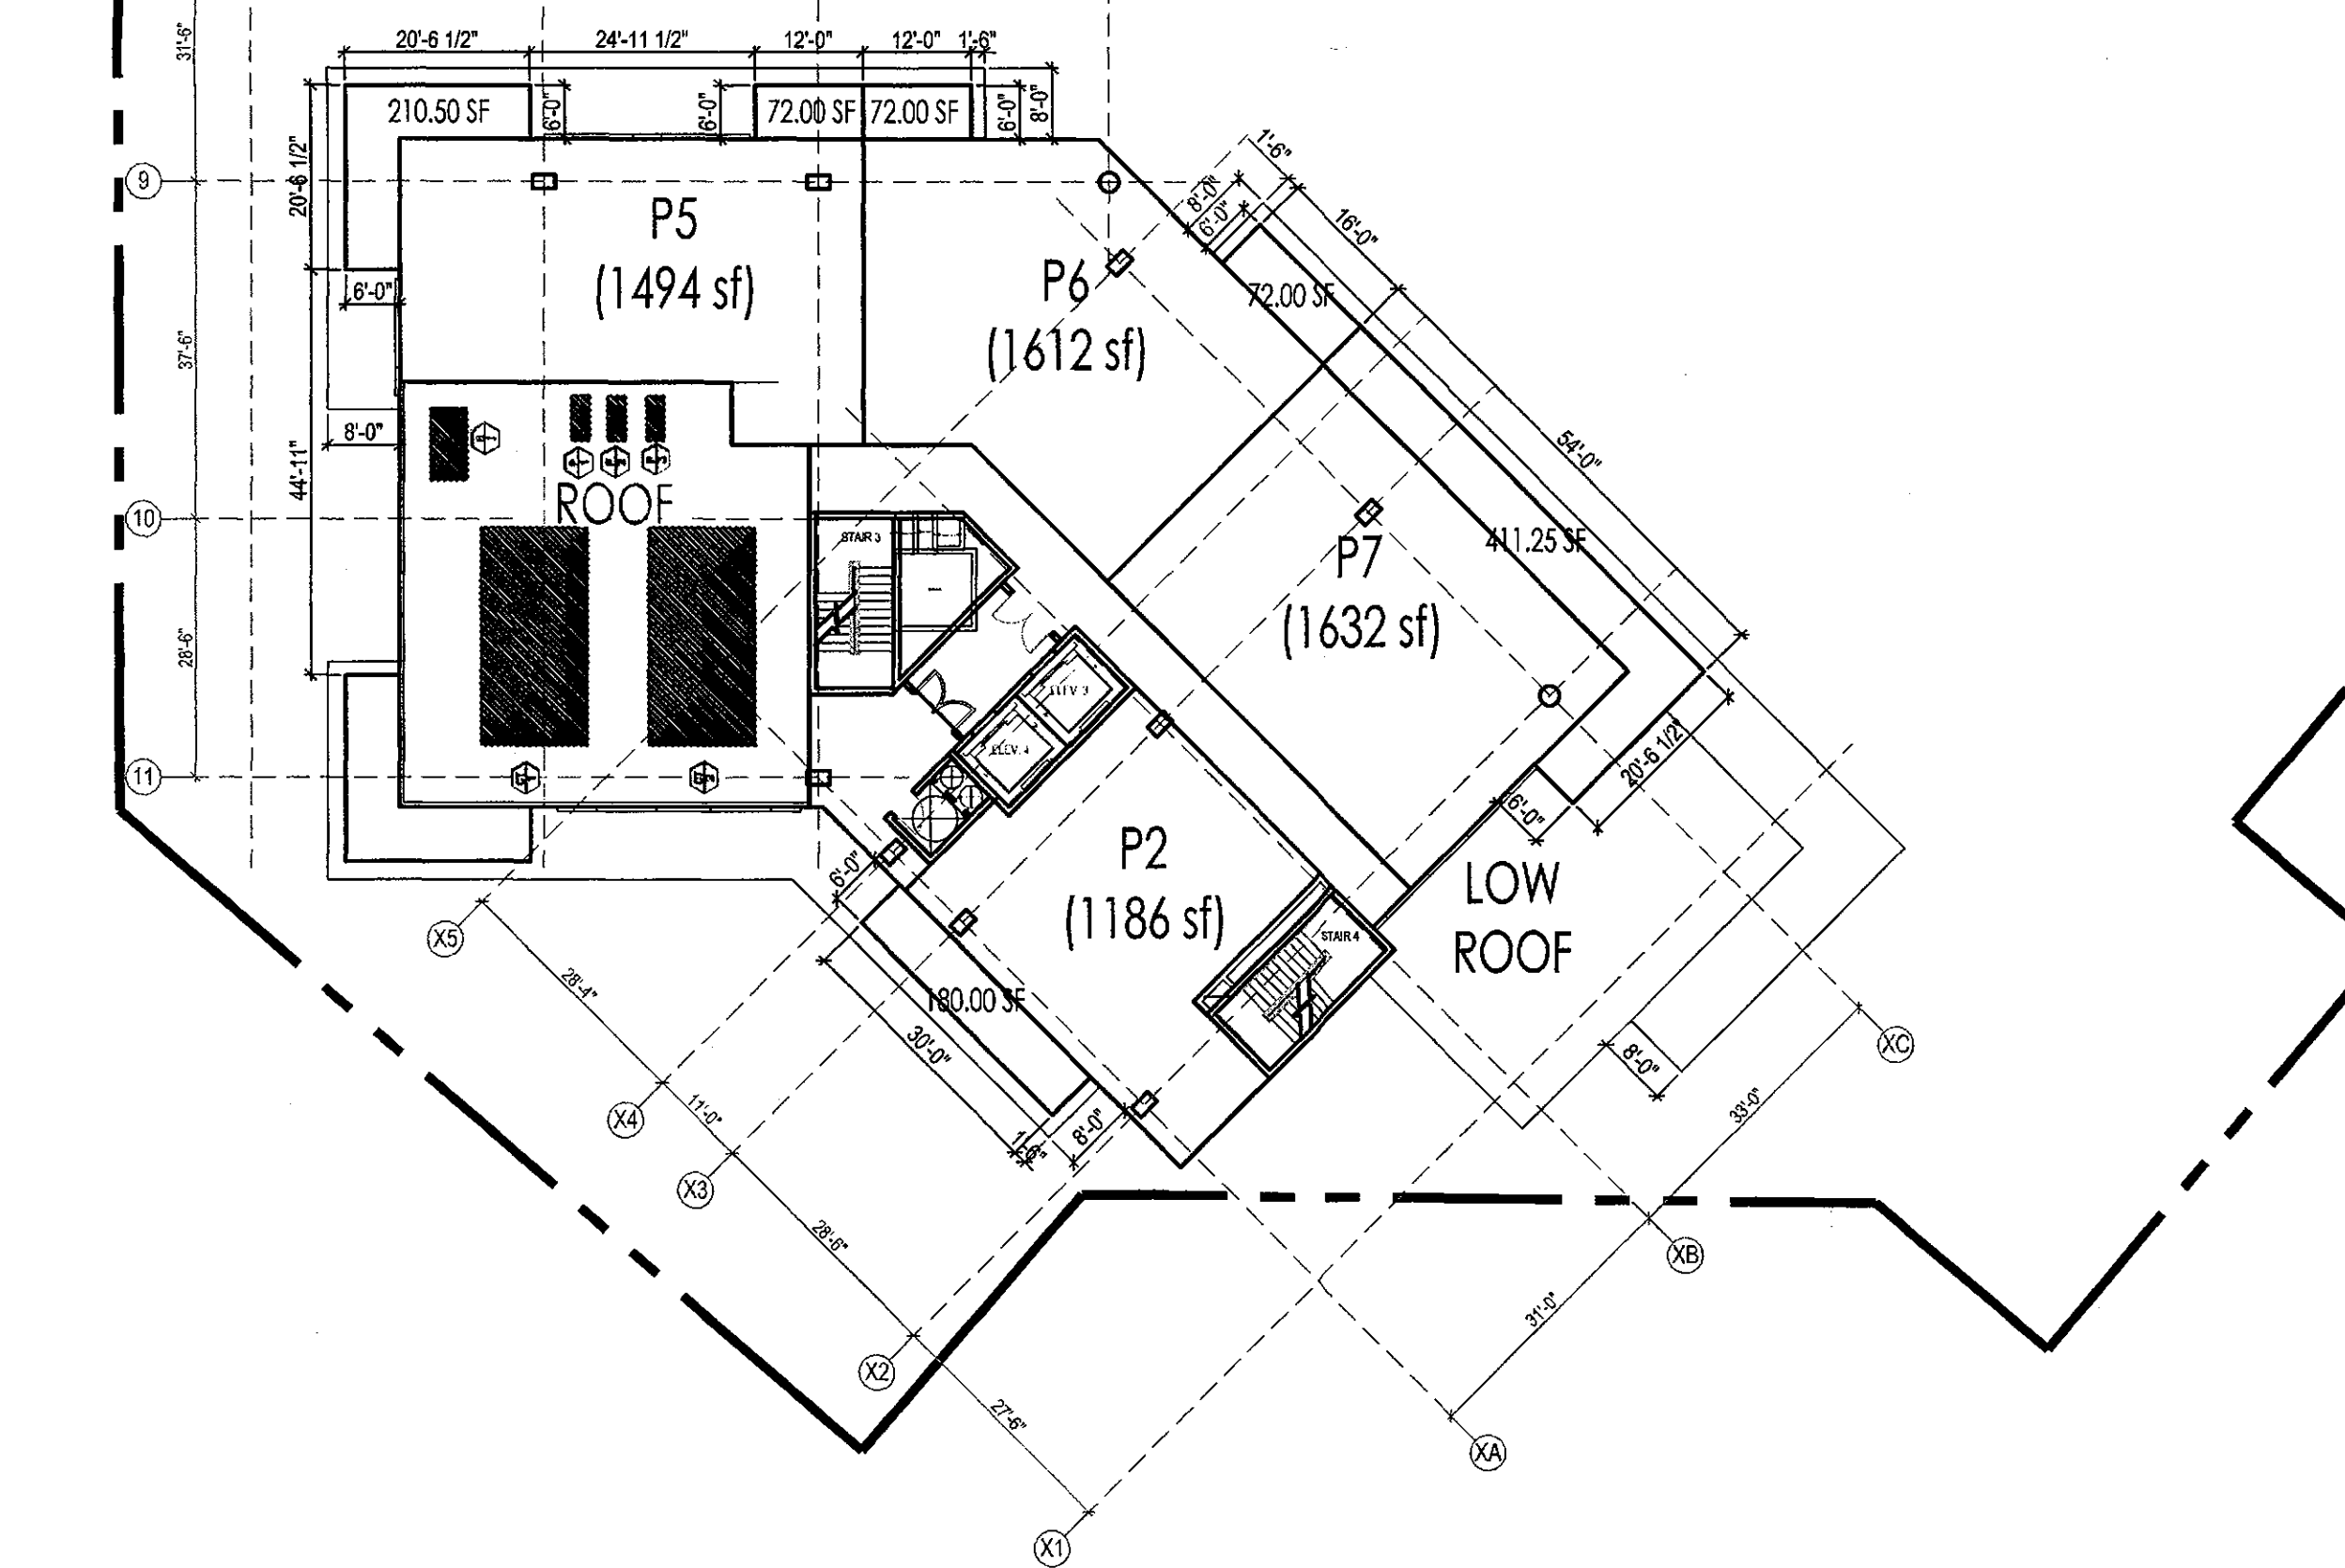 31'-6"
20'-6 1/2"
24'-11 1/2"
12'-0"
12'-0"
1'-6"
210.50 SF
6'-0"
6'-0"
72.00 SF
72.00 SF
6'-0"
8'-0"
1'-6"
9
20'-6 1/2"
P5
(1494 sf)
8'-0"
6'-0"
16'-0"
P6
(1612 sf)
72.00 SF
6'-0"
37'-6"
8'-0"
44'-11"
54'-0"
ROOF
10
STAIR 3
P7
(1632 sf)
411.25 SF
28'-6"
ELEV. 3
ELEV. 4
11
20'-6 1/2"
6'-0"
P2
(1186 sf)
6'-0"
LOW
ROOF
STAIR 4
X5
28'-4"
180.00 SF
30'-0"
XC
8'-0"
X4
11'-0"
1'-6"
8'-0"
33'-0"
X3
28'-6"
XB
31'-0"
X2
27'-6"
XA
X1